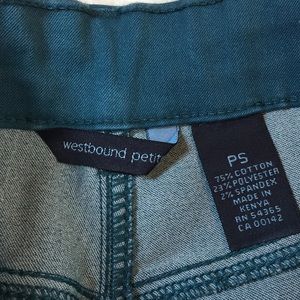 westbound petit
PS
75% COTTON
23% POLYESTER
2% SPANDEX
MADE IN
KENYA
RN 54365
CA 00142